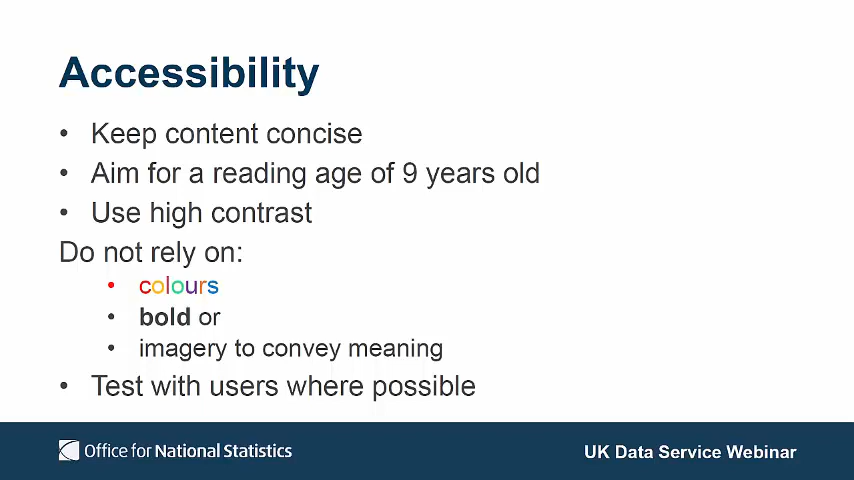 Accessibility
• Keep content concise
• Aim for a reading age of 9 years old
• Use high contrast
Do not rely on:
• colours
• bold or
• imagery to convey meaning
• Test with users where possible
Office for National Statistics
UK Data Service Webinar